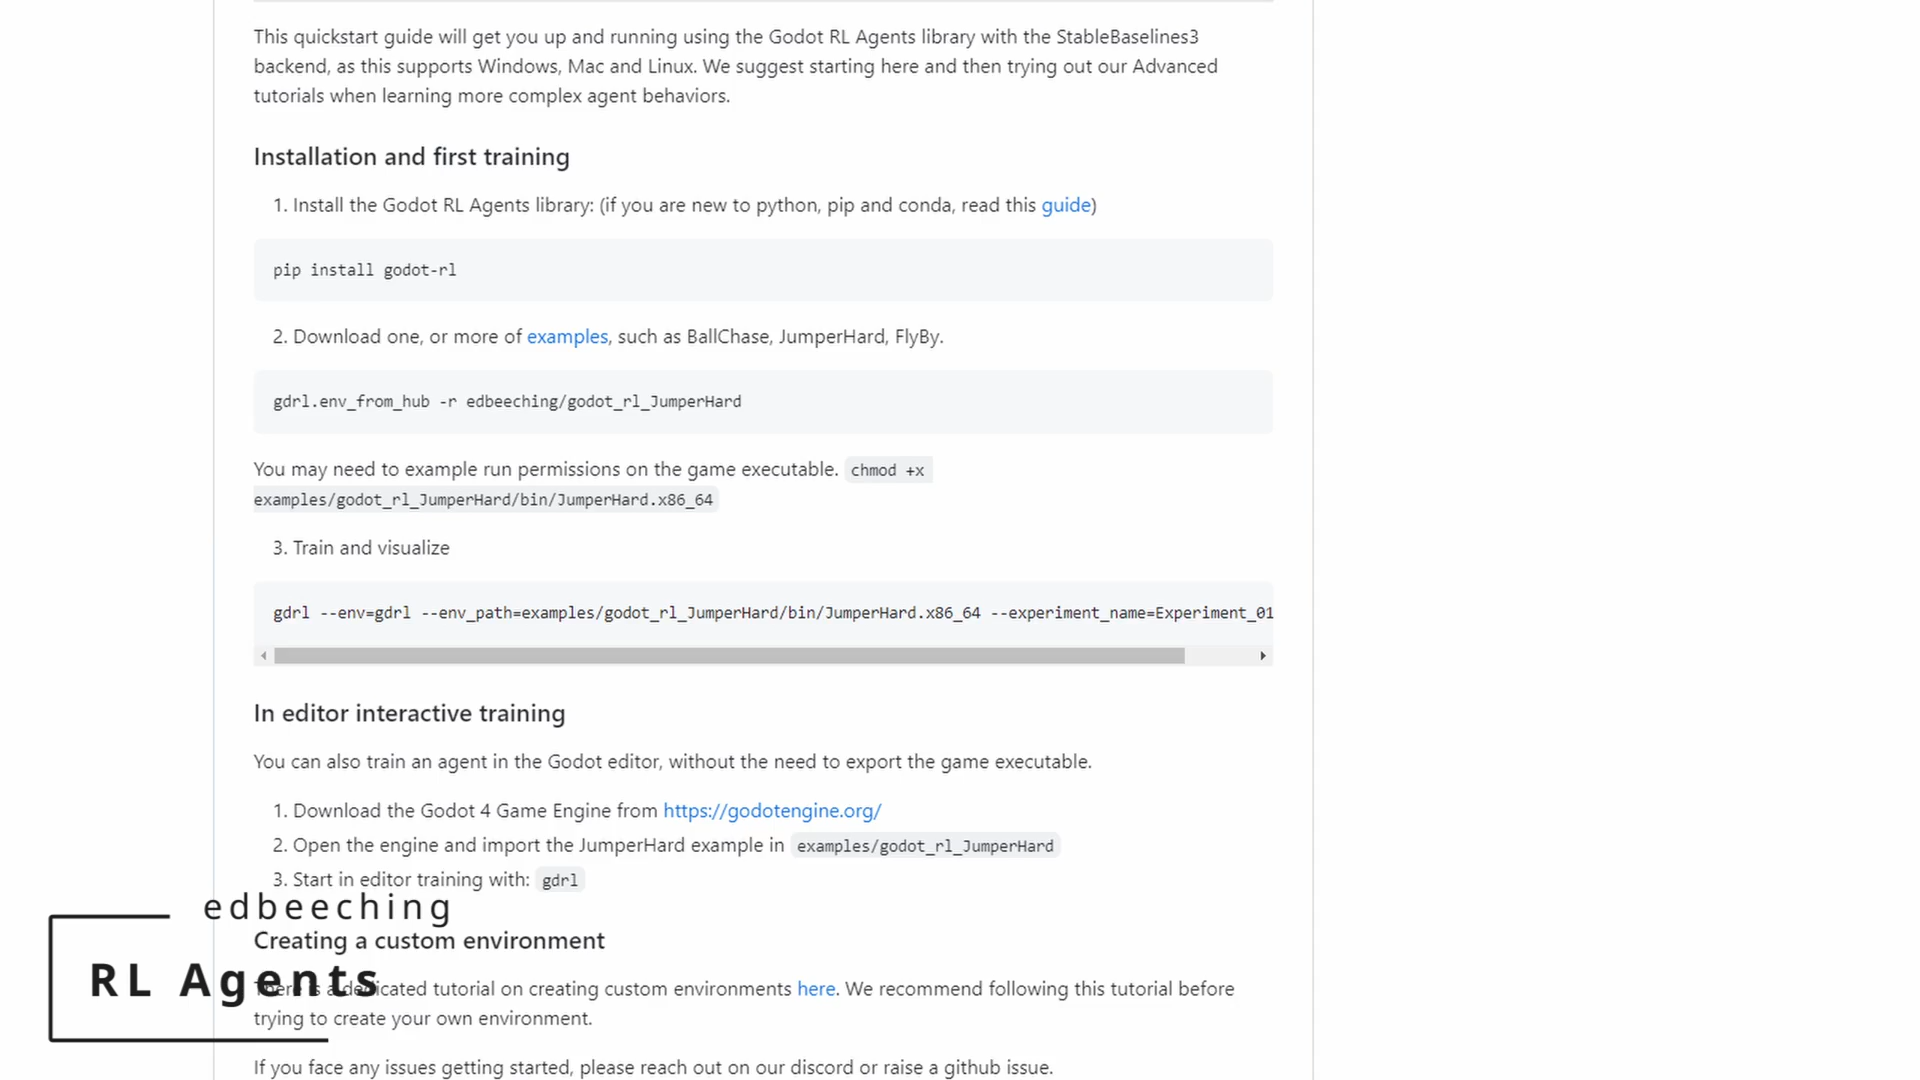 This quickstart guide will get you up and running using the Godot RL Agents library with the StableBaselines3
backend, as this supports Windows, Mac and Linux. We suggest starting here and then trying out our Advanced
tutorials when learning more complex agent behaviors.
Installation and first training
1. Install the Godot RL Agents library: (if you are new to python, pip and conda, read this guide)
pip install godot-rl
2. Download one, or more of examples, such as BallChase, JumperHard, FlyBy.
gdrl.env_from_hub -r edbeeching/godot_rl_JumperHard
You may need to example run permissions on the game executable. chmod +x
examples/godot_rl_JumperHard/bin/JumperHard.x86_64
3. Train and visualize
gdrl --env=gdrl --env_path=examples/godot_rl_JumperHard/bin/JumperHard.x86_64 --experiment_name=Experiment_01
In editor interactive training
You can also train an agent in the Godot editor, without the need to export the game executable.
1. Download the Godot 4 Game Engine from https://godotengine.org/
2. Open the engine and import the JumperHard example in examples/godot_rl_JumperHard
3. Start in editor training with: gdrl
edbeeching
Creating a custom environment
RL Agents
There is a dedicated tutorial on creating custom environments here. We recommend following this tutorial before
trying to create your own environment.
If you face any issues getting started, please reach out on our discord or raise a github issue.